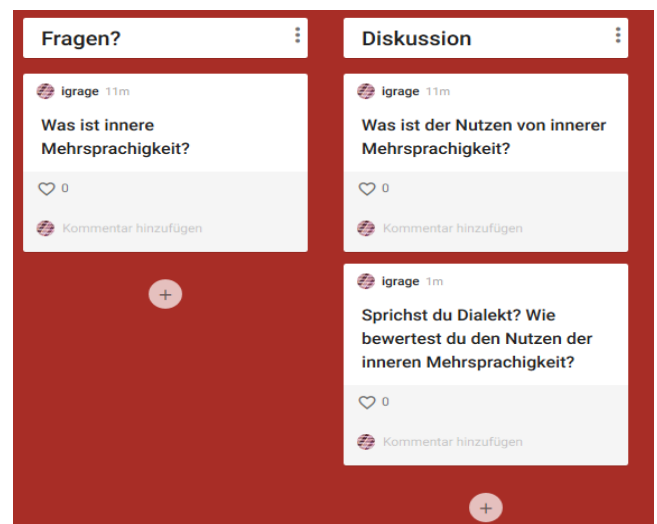 Fragen?
igrage 11m
Was ist innere
Mehrsprachigkeit?
0
Kommentar hinzufügen
+
Diskussion
igrage 11m
Was ist der Nutzen von innerer
Mehrsprachigkeit?
0
Kommentar hinzufügen
igrage 1m
Sprichst du Dialekt? Wie
bewertest du den Nutzen der
inneren Mehrsprachigkeit?
0
Kommentar hinzufügen
+